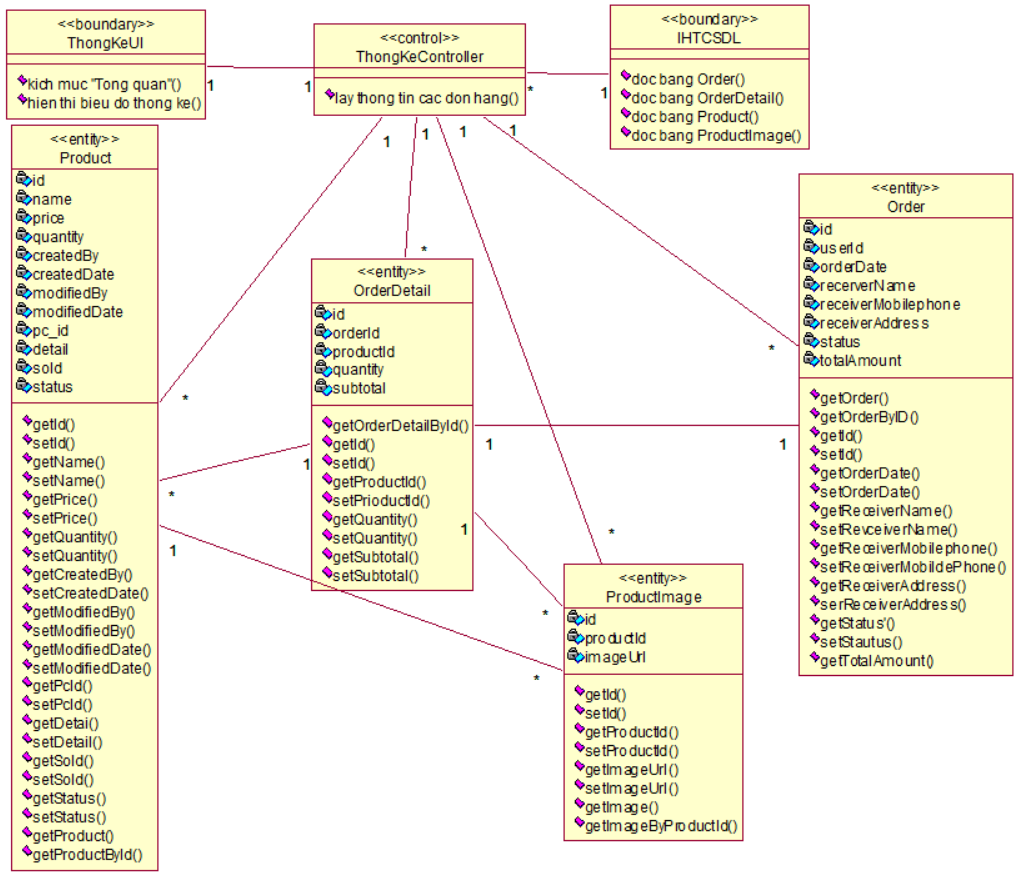 <<boundary>>
ThongKeUI
kich muc "Tong quan"()
hien thi bieu do thong ke()
1
1
<<control>>
ThongKeController
lay thong tin cac don hang()
*
1
<<boundary>>
IHTCSDL
doc bang Order()
doc bang OrderDetail()
doc bang Product()
doc bang ProductImage()
1
1
1
1
<<entity>>
Product
id
name
price
quantity
createdBy
createdDate
modifiedBy
modifiedDate
pc_id
detail
sold
status
getId()
setId()
getName()
setName()
getPrice()
setPrice()
getQuantity()
setQuantity()
getCreatedBy()
setCreatedDate()
getModifiedBy()
setModifiedBy()
getModifiedDate()
setModifiedDate()
getPcId()
setPcId()
getDetai()
setDetail()
getSold()
setSold()
getStatus()
setStatus()
getProduct()
getProductById()
*
*
1
*
<<entity>>
OrderDetail
id
orderId
productId
quantity
subtotal
getOrderDetailById()
getId()
setId()
getProductId()
setPrioductId()
getQuantity()
setQuantity()
getSubtotal()
setSubtotal()
1
1
1
1
*
<<entity>>
Order
id
userId
orderDate
recerverName
receiverMobilephone
receiverAddress
status
totalAmount
getOrder()
getOrderByID()
getId()
setId()
getOrderDate()
setOrderDate()
getReceiverName()
setRevceiverName()
getReceiverMobilephone()
setReceiverMobildePhone()
getReceiverAddress()
serReceiverAddress()
getStatus'()
setStautus()
getTotalAmount()
*
*
*
<<entity>>
ProductImage
id
productId
imageUrl
getId()
setId()
getProductId()
setProductId()
getImageUrl()
setImageUrl()
getImage()
getImageByProductId()